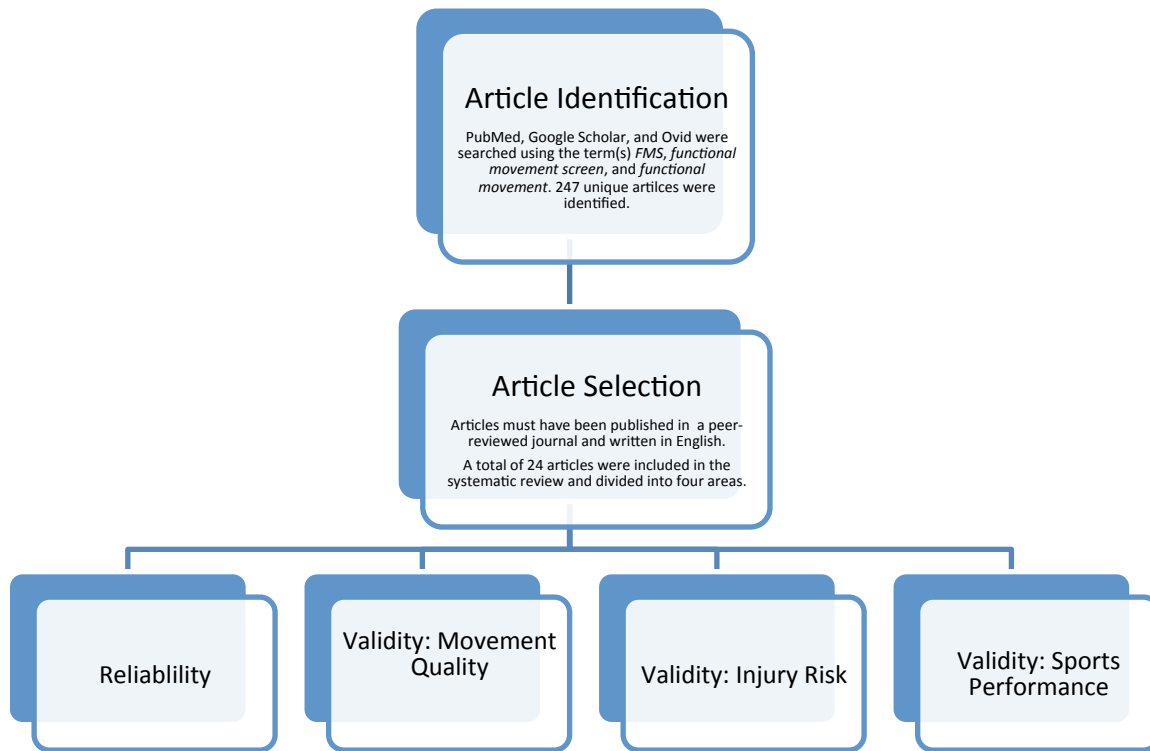 Article Identification
PubMed, Google Scholar, and Ovid were
searched using the term(s) FMS, functional
movement screen, and functional
movement. 247 unique artilces were
identified.
Article Selection
Articles must have been published in a peer-
reviewed journal and written in English.
A total of 24 articles were included in the
systematic review and divided into four areas.
Reliablility
Validity: Movement
Quality
Validity: Injury Risk
Validity: Sports
Performance